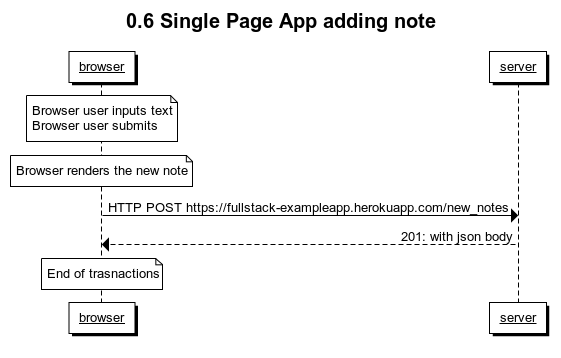 0.6 Single Page App adding note
browser
server
Browser user inputs text
Browser user submits
Browser renders the new note
HTTP POST https://fullstack-exampleapp.herokuapp.com/new_notes
201: with json body
End of trasnactions
browser
server